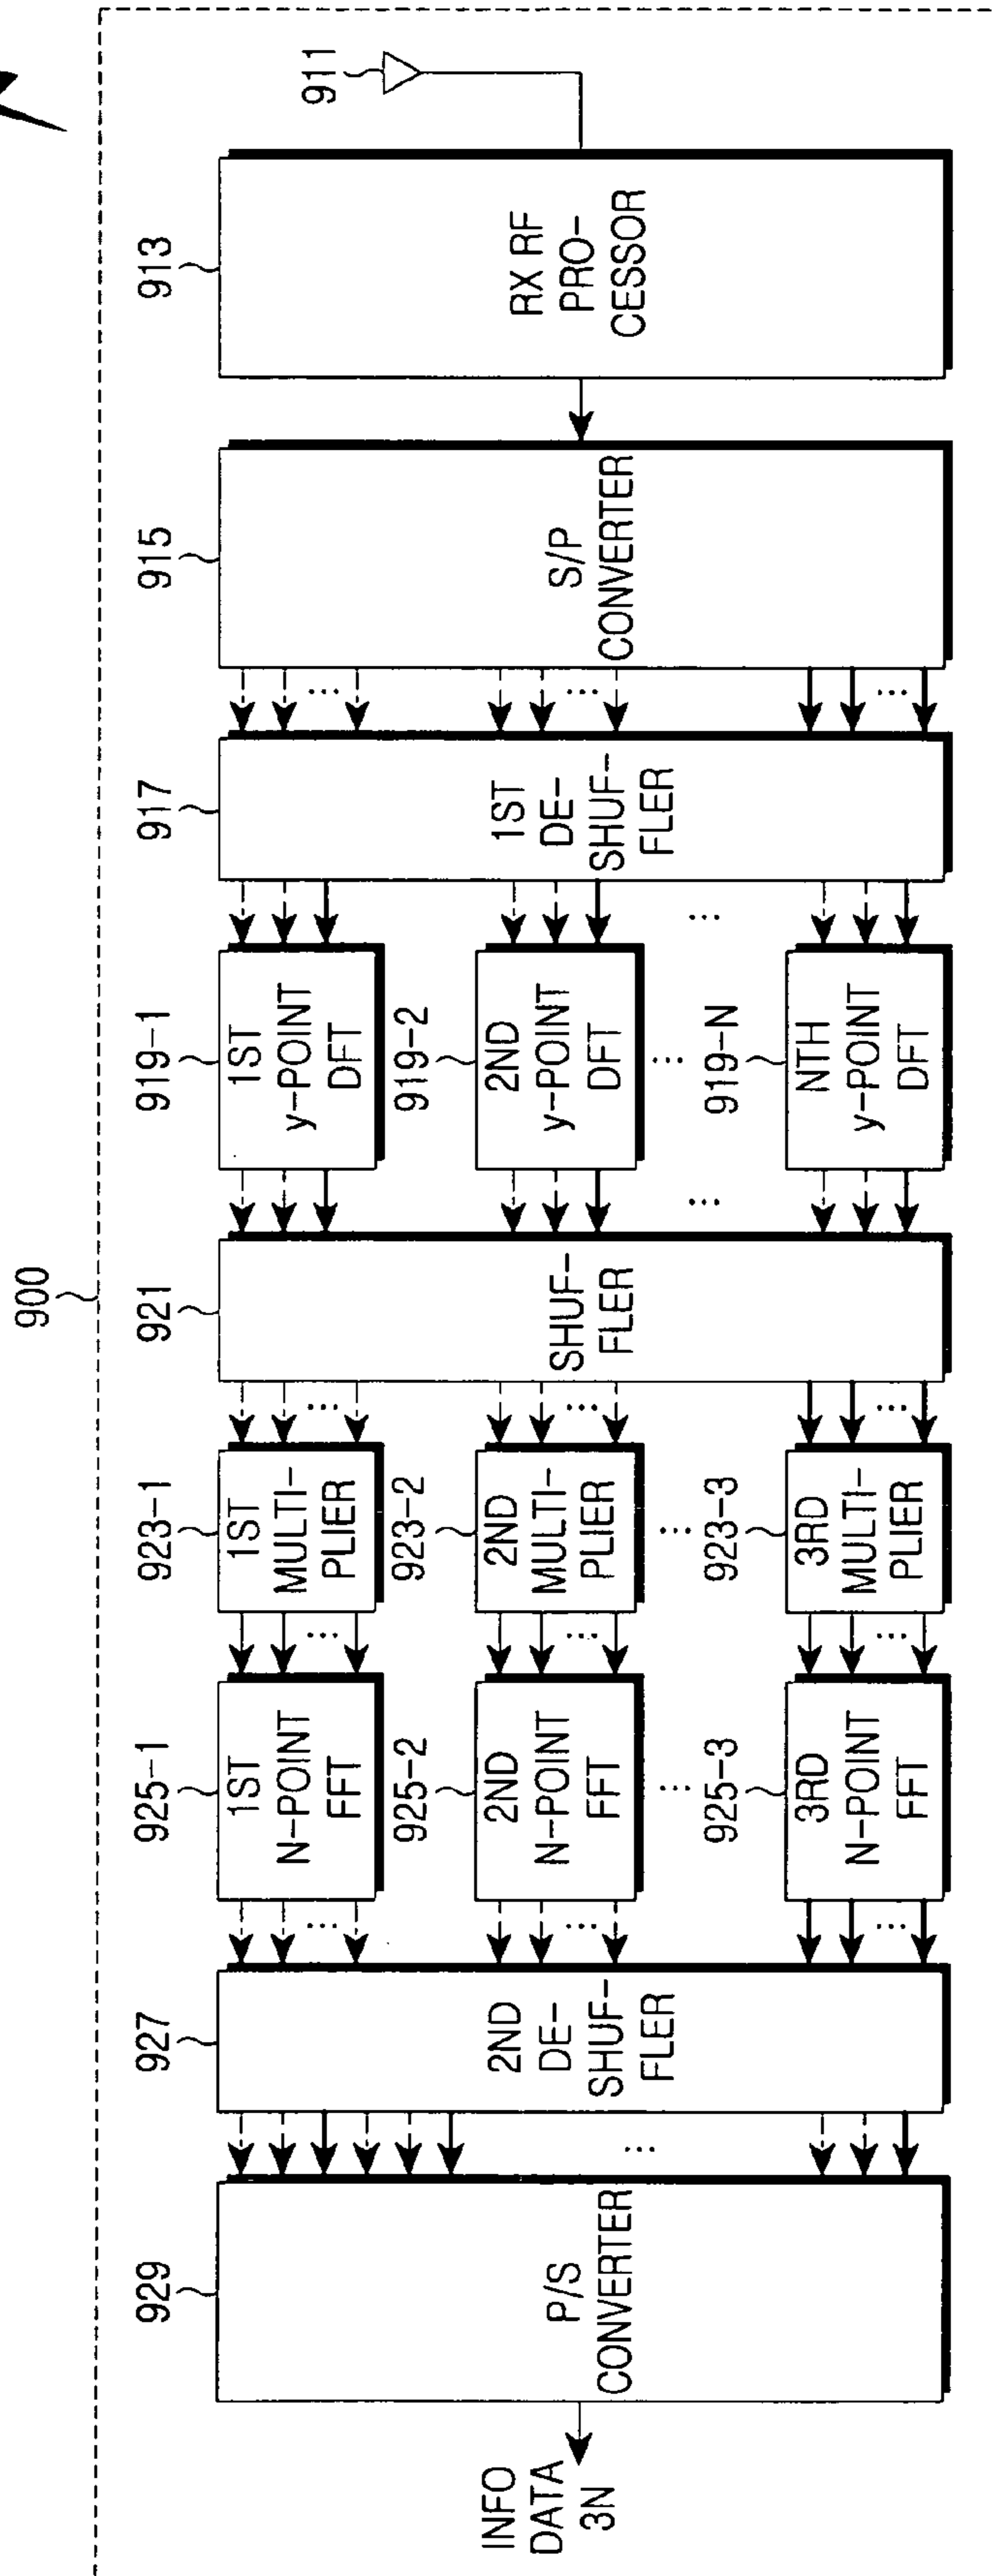 900
911
913
RX RF
PRO-
CESSOR
915
S/P
CONVERTER
917
1ST
DE-
SHUF-
FLER
919-1
1ST
y-POINT
DFT
919-2
2ND
y-POINT
DFT
919-N
NTH
y-POINT
DFT
921
SHUF-
FLER
923-1
1ST
MULTI-
PLIER
923-2
2ND
MULTI-
PLIER
923-3
3RD
MULTI-
PLIER
925-1
1ST
N-POINT
FFT
925-2
2ND
N-POINT
FFT
925-3
3RD
N-POINT
FFT
927
2ND
DE-
SHUF-
FLER
929
P/S
CONVERTER
INFO
DATA
3N